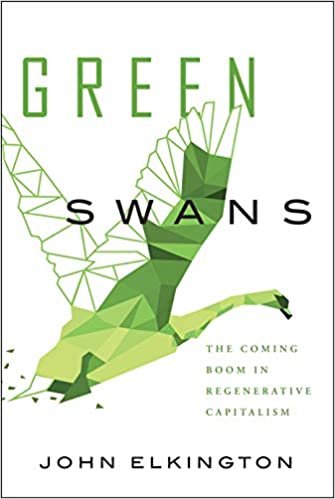 GREEN
SWANS
THE COMING
BOOM IN
REGENERATIVE
CAPITALISM
JOHN ELKINGTON